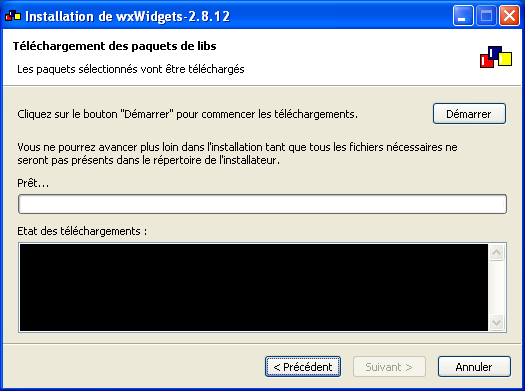 Installation de wxWidgets-2.8.12
Téléchargement des paquets de libs
Les paquets sélectionnés vont être téléchargés
Cliquez sur le bouton "Démarrer" pour commencer les téléchargements.
Démarrer
Vous ne pourrez avancer plus loin dans l'installation tant que tous les fichiers nécessaires ne
seront pas présents dans le répertoire de l'installateur.
Prêt...
Etat des téléchargements :
< Précédent
Suivant >
Annuler